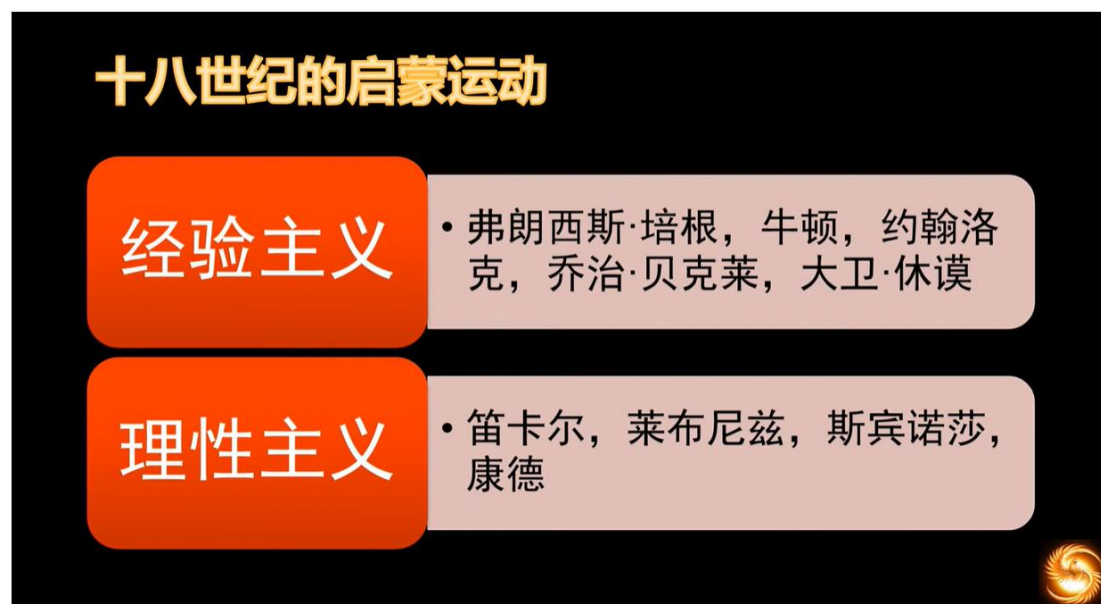 十八世纪的启蒙运动
经验主义
• 弗朗西斯·培根，牛顿，约翰洛
克，乔治·贝克莱，大卫·休谟
理性主义
• 笛卡尔，莱布尼兹，斯宾诺莎，
康德